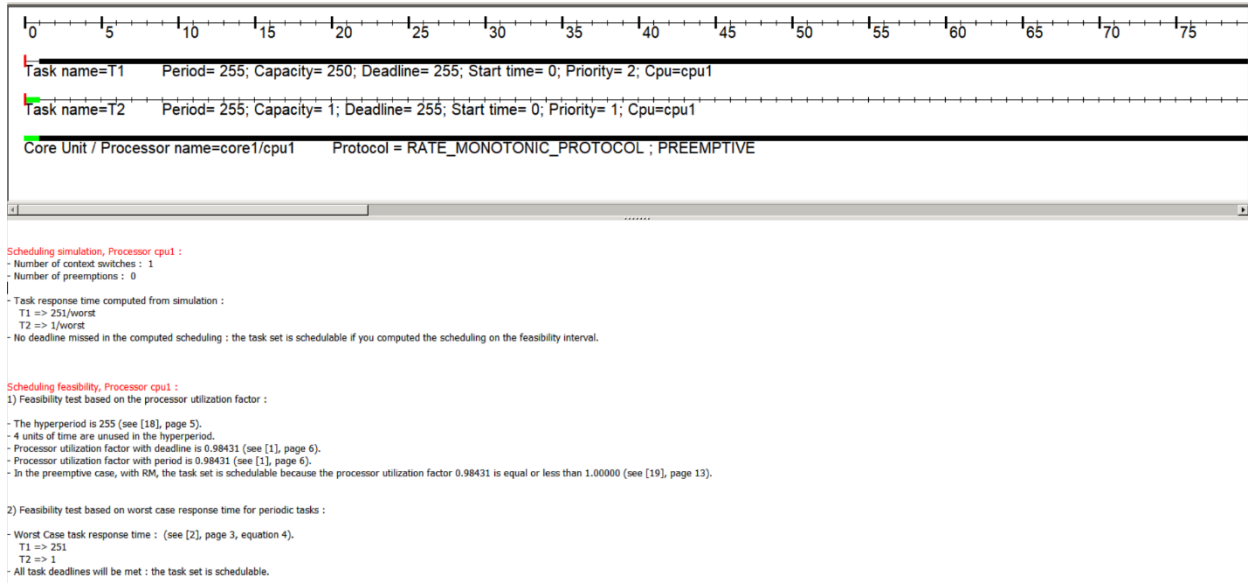 0 5 10 15 20 25 30 35 40 45 50 55 60 65 70 75
Task name=T1 Period= 255; Capacity= 250; Deadline= 255; Start time= 0; Priority= 2; Cpu=cpu1
Task name=T2 Period= 255; Capacity= 1; Deadline= 255; Start time= 0; Priority= 1; Cpu=cpu1
Core Unit / Processor name=core1/cpu1 Protocol = RATE_MONOTONIC_PROTOCOL ; PREEMPTIVE
Scheduling simulation, Processor cpu1 :
- Number of context switches : 1
- Number of preemptions : 0
- Task response time computed from simulation :
T1 => 251/worst
T2 => 1/worst
- No deadline missed in the computed scheduling : the task set is schedulable if you computed the scheduling on the feasibility interval.
Scheduling feasibility, Processor cpu1 :
1) Feasibility test based on the processor utilization factor :
- The hyperperiod is 255 (see [18], page 5).
- 4 units of time are unused in the hyperperiod.
- Processor utilization factor with deadline is 0.98431 (see [1], page 6).
- Processor utilization factor with period is 0.98431 (see [1], page 6).
- In the preemptive case, with RM, the task set is schedulable because the processor utilization factor 0.98431 is equal or less than 1.00000 (see [19], page 13).
2) Feasibility test based on worst case response time for periodic tasks :
- Worst Case task response time : (see [2], page 3, equation 4).
T1 => 251
T2 => 1
- All task deadlines will be met : the task set is schedulable.